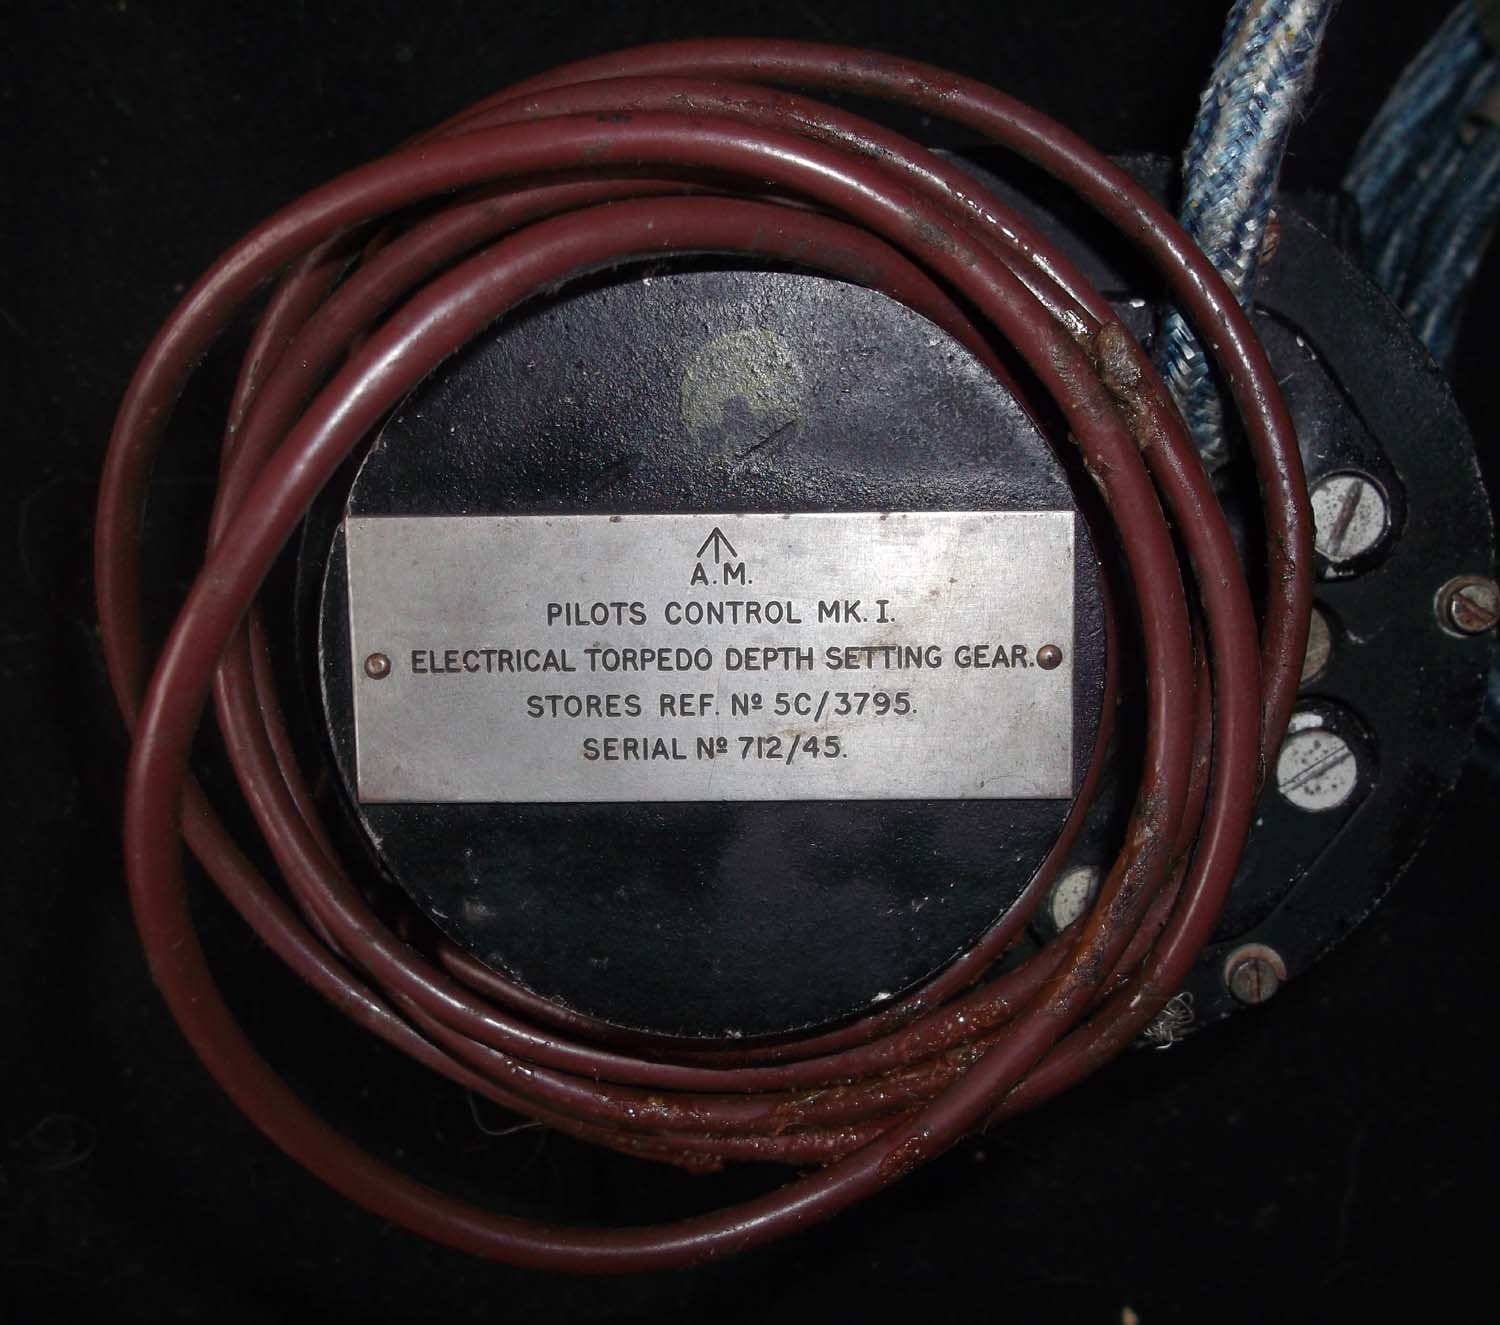 A.M.
PILOTS CONTROL MK. I.
ELECTRICAL TORPEDO DEPTH SETTING GEAR.
STORES REF. Nº 5C/3795.
SERIAL Nº 712/45.